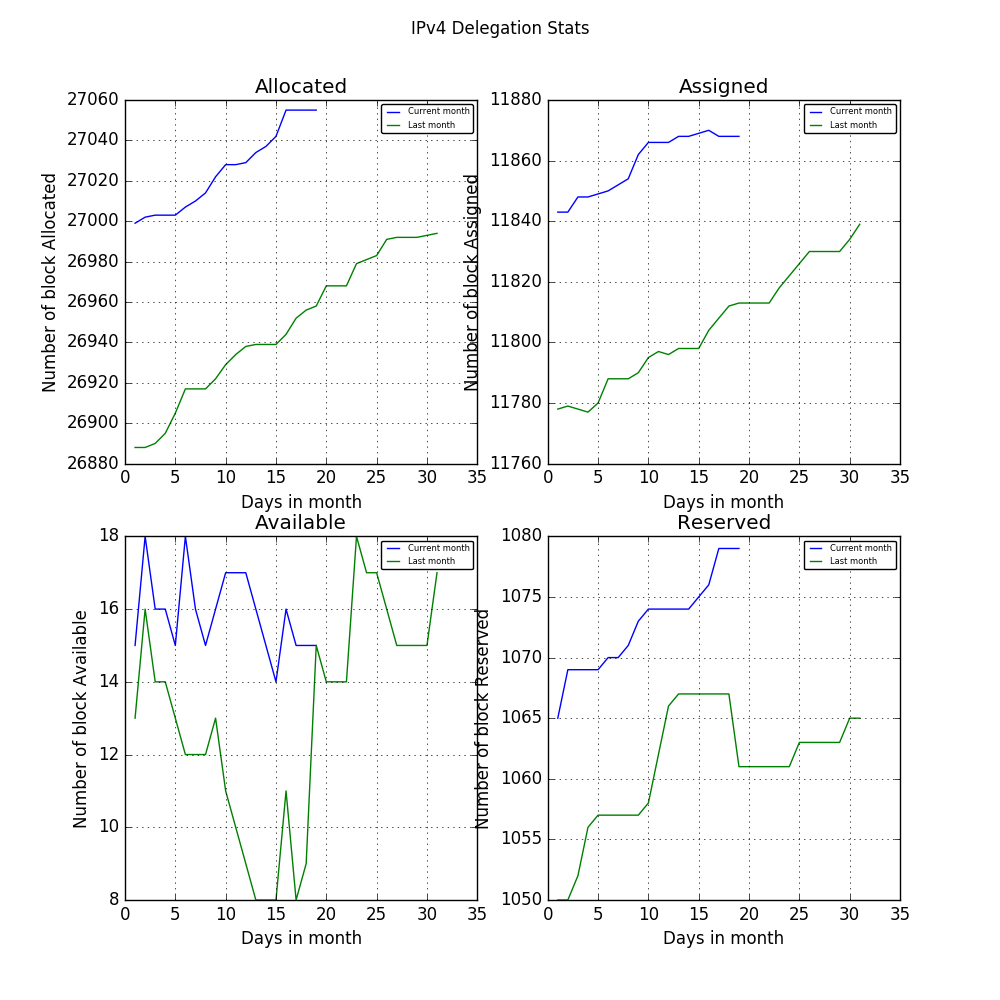 IPv4 Delegation Stats
Allocated
Number of block Allocated
27060
27040
27020
27000
26980
26960
26940
26920
26900
26880
0 5 10 15 20 25 30 35
Days in month
Current month
Last month
Assigned
Number of block Assigned
11880
11860
11840
11820
11800
11780
11760
0 5 10 15 20 25 30 35
Days in month
Current month
Last month
Available
Number of block Available
18
16
14
12
10
8
0 5 10 15 20 25 30 35
Days in month
Current month
Last month
Reserved
Number of block Reserved
1080
1075
1070
1065
1060
1055
1050
0 5 10 15 20 25 30 35
Days in month
Current month
Last month